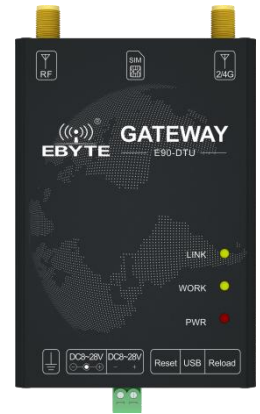 RF SIM 2/4G
EBYTE ® GATEWAY
E90-DTU
LINK
WORK
PWR
DC8~28V DC8~28V
- + - +
Reset USB Reload